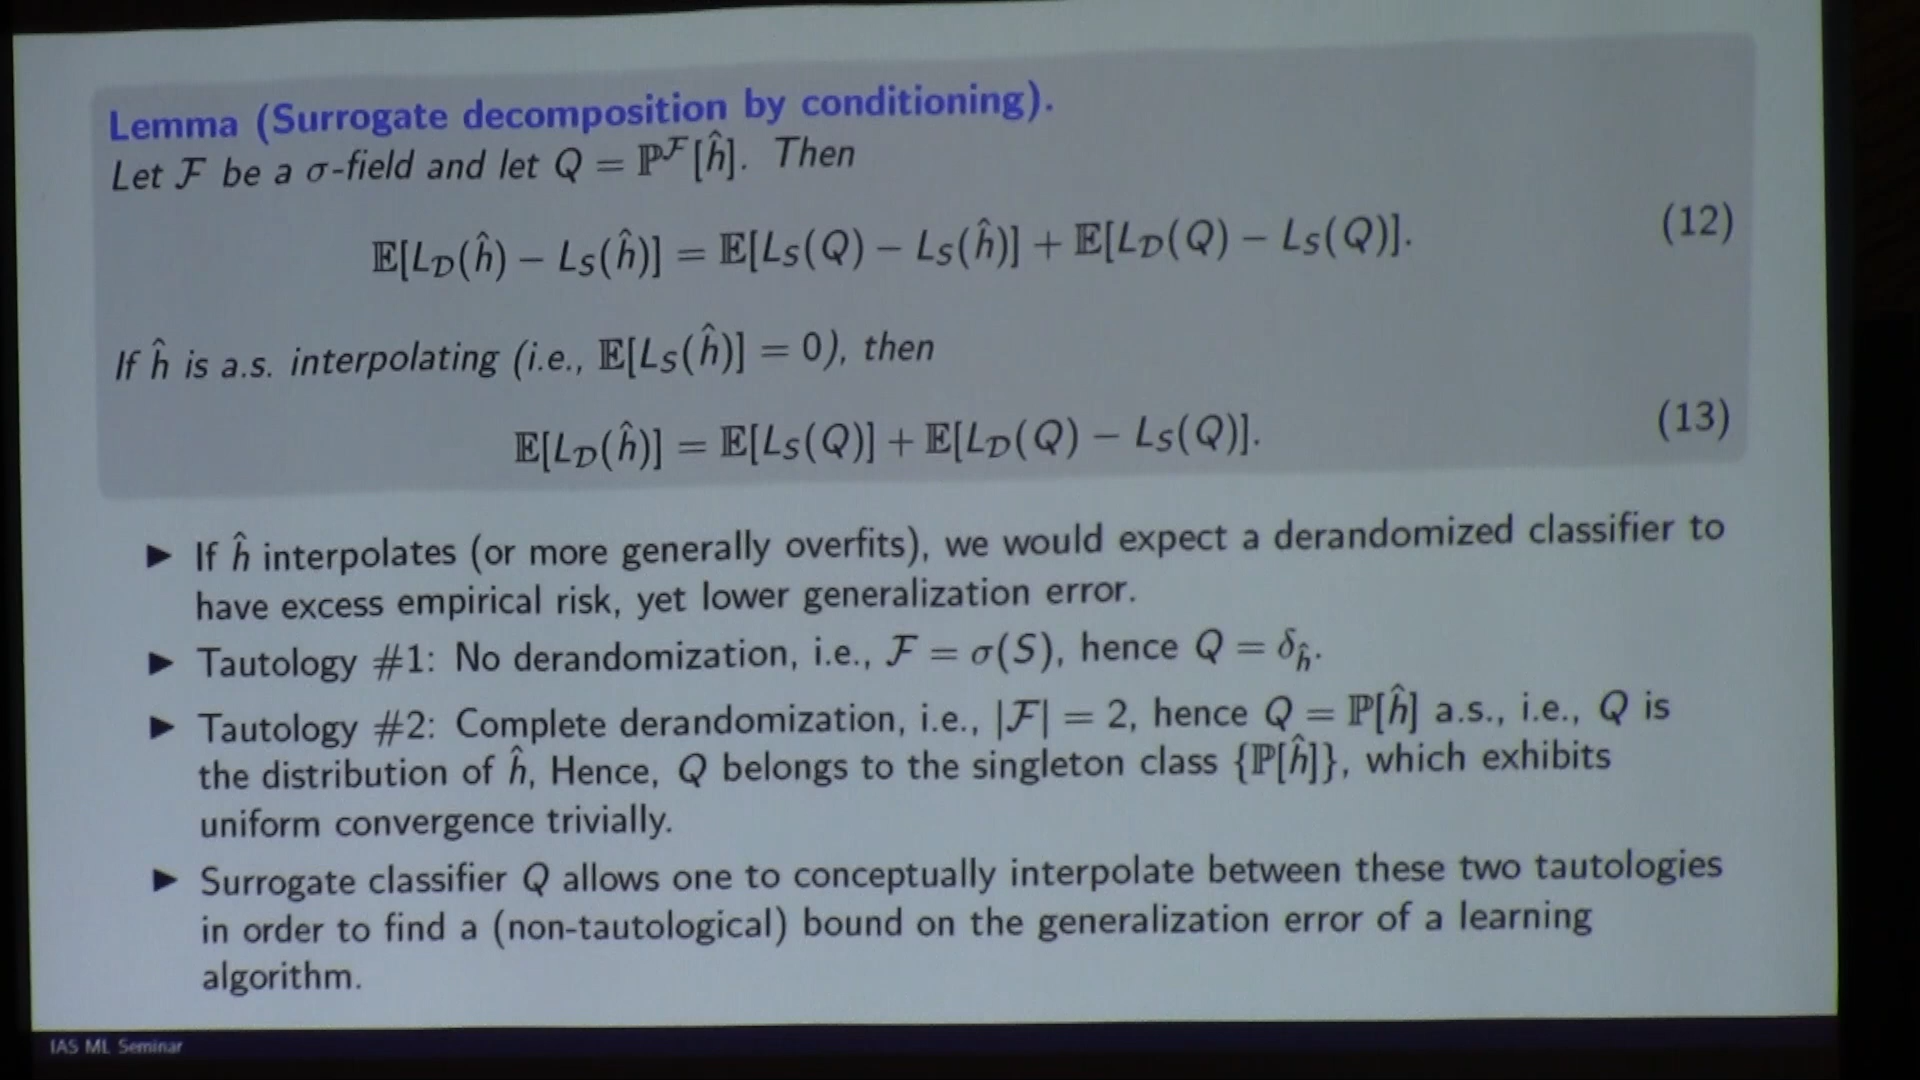 Lemma (Surrogate decomposition by conditioning).
Let ℱ be a σ-field and let Q = ℙ^ℱ[ĥ]. Then
𝔼[L_𝒟(ĥ) − L_S(ĥ)] = 𝔼[L_S(Q) − L_S(ĥ)] + 𝔼[L_𝒟(Q) − L_S(Q)]. (12)
If ĥ is a.s. interpolating (i.e., 𝔼[L_S(ĥ)] = 0), then
𝔼[L_𝒟(ĥ)] = 𝔼[L_S(Q)] + 𝔼[L_𝒟(Q) − L_S(Q)]. (13)
▶ If ĥ interpolates (or more generally overfits), we would expect a derandomized classifier to
have excess empirical risk, yet lower generalization error.
▶ Tautology #1: No derandomization, i.e., ℱ = σ(S), hence Q = δ_ĥ.
▶ Tautology #2: Complete derandomization, i.e., |ℱ| = 2, hence Q = ℙ[ĥ] a.s., i.e., Q is
the distribution of ĥ, Hence, Q belongs to the singleton class {ℙ[ĥ]}, which exhibits
uniform convergence trivially.
▶ Surrogate classifier Q allows one to conceptually interpolate between these two tautologies
in order to find a (non-tautological) bound on the generalization error of a learning
algorithm.
IAS ML Seminar